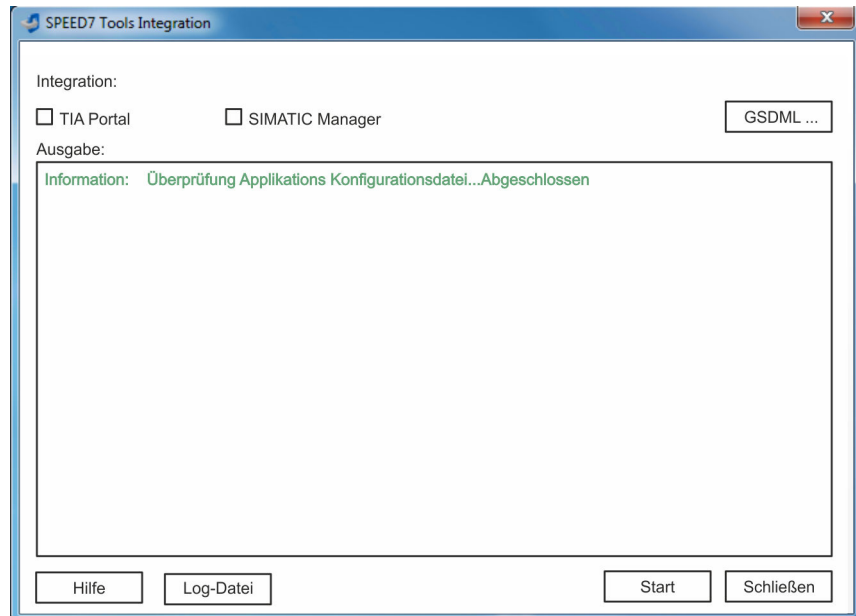 SPEED7 Tools Integration
Integration:
TIA Portal SIMATIC Manager GSDML ...
Ausgabe:
Information: Überprüfung Applikations Konfigurationsdatei...Abgeschlossen
Hilfe Log-Datei Start Schließen